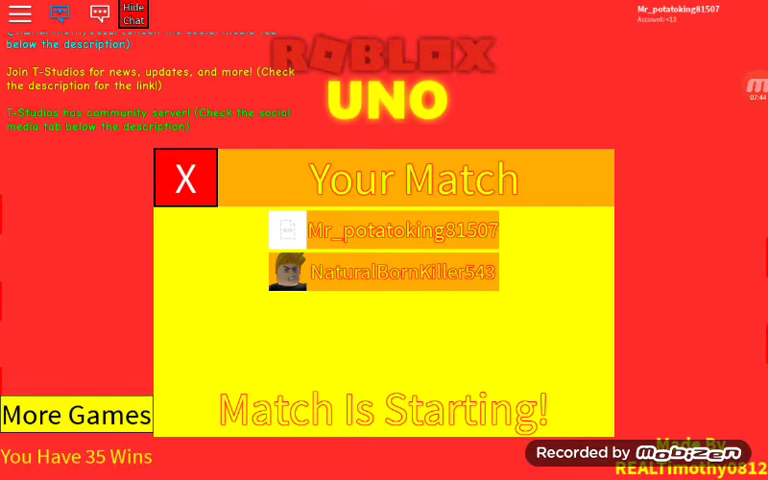 Hide
Chat
Mr_potatoking81507
Account: <13
below the description)
Join T-Studios for news, updates, and more! (Check
the description for the link!)
T-Studios has community server! (Check the social
media tab below the description)
ROBLOX
UNO
07:44
X
Your Match
Mr_potatoking81507
NaturalBornKiller543
Match Is Starting!
More Games
You Have 35 Wins
Made By
REALTimothy0812
Recorded by Mobizen